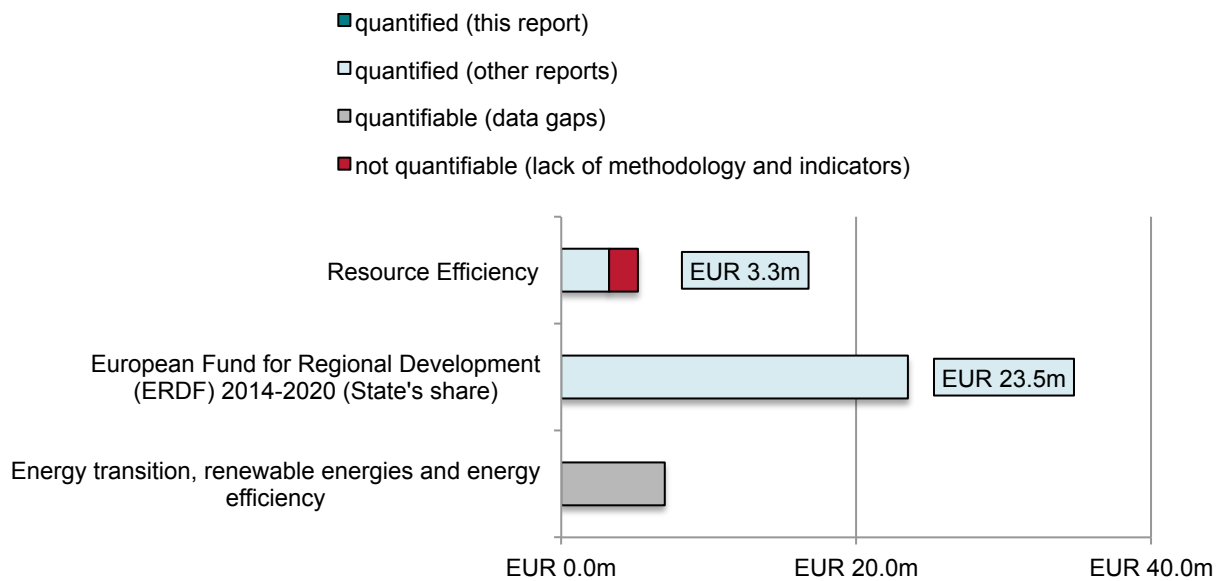 quantified (this report)
quantified (other reports)
quantifiable (data gaps)
not quantifiable (lack of methodology and indicators)
Resource Efficiency
EUR 3.3m
European Fund for Regional Development
(ERDF) 2014-2020 (State's share)
EUR 23.5m
Energy transition, renewable energies and energy
efficiency
EUR 0.0m
EUR 20.0m
EUR 40.0m